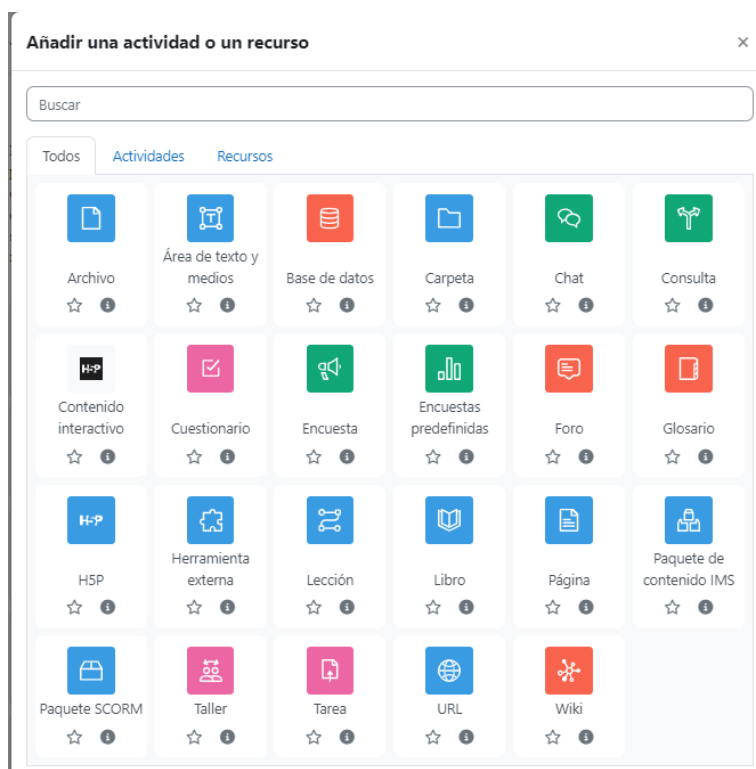 Añadir una actividad o un recurso
×
Buscar
Todos Actividades Recursos
Archivo
Área de texto y
medios
Base de datos
Carpeta
Chat
Consulta
H-P
Contenido
interactivo
Cuestionario
Encuesta
Encuestas
predefinidas
Foro
Glosario
H-P
H5P
Herramienta
externa
Lección
Libro
Página
Paquete de
contenido IMS
Paquete SCORM
Taller
Tarea
URL
Wiki